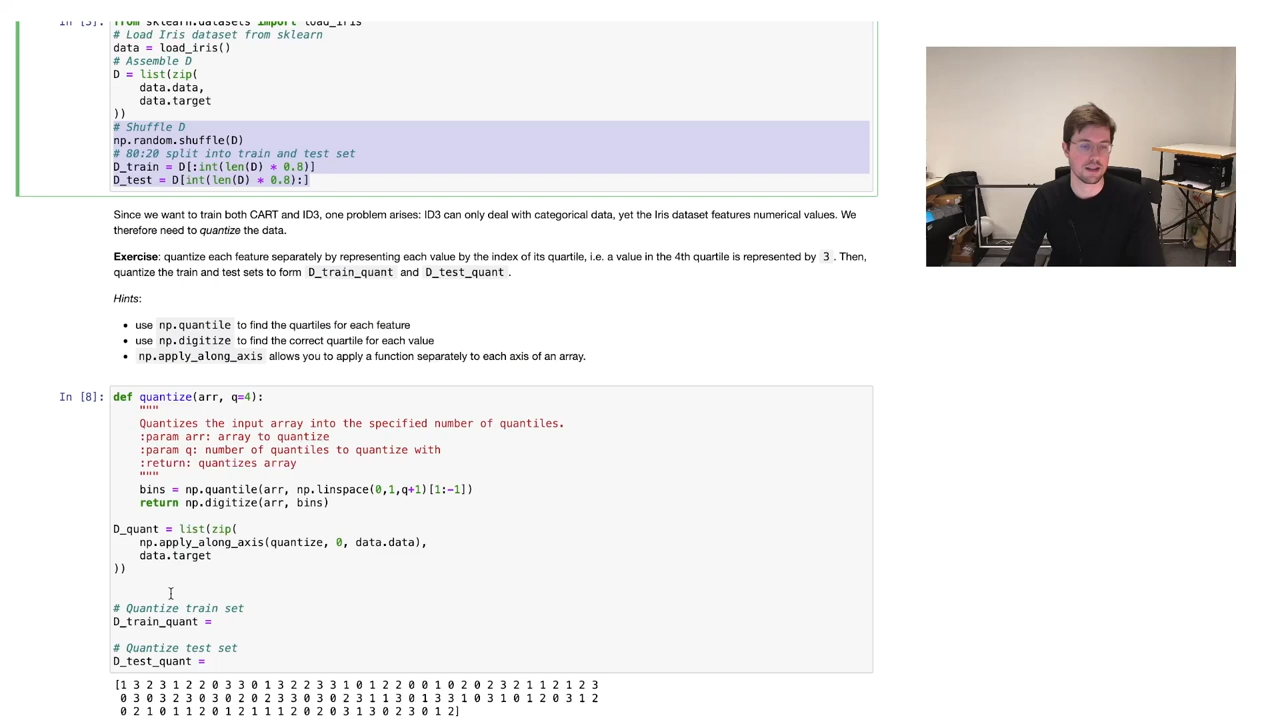 In [5]: from sklearn.datasets import load_iris
# Load Iris dataset from sklearn
data = load_iris()
# Assemble D
D = list(zip(
data.data,
data.target
))
# Shuffle D
np.random.shuffle(D)
# 80:20 split into train and test set
D_train = D[:int(len(D) * 0.8)]
D_test = D[int(len(D) * 0.8):]
Since we want to train both CART and ID3, one problem arises: ID3 can only deal with categorical data, yet the Iris dataset features numerical values. We
therefore need to quantize the data.
Exercise: quantize each feature separately by representing each value by the index of its quartile, i.e. a value in the 4th quartile is represented by 3 . Then,
quantize the train and test sets to form D_train_quant and D_test_quant .
Hints:
• use np.quantile to find the quartiles for each feature
• use np.digitize to find the correct quartile for each value
• np.apply_along_axis allows you to apply a function separately to each axis of an array.
In [8]: def quantize(arr, q=4):
"""
Quantizes the input array into the specified number of quantiles.
:param arr: array to quantize
:param q: number of quantiles to quantize with
:return: quantizes array
"""
bins = np.quantile(arr, np.linspace(0,1,q+1)[1:-1])
return np.digitize(arr, bins)
D_quant = list(zip(
np.apply_along_axis(quantize, 0, data.data),
data.target
))
# Quantize train set
D_train_quant =
# Quantize test set
D_test_quant =
[1 3 2 3 1 2 2 0 3 3 0 1 3 2 2 3 3 1 0 1 2 2 0 0 1 0 2 0 2 3 2 1 1 2 1 2 3
0 3 0 3 2 3 0 3 0 2 0 2 3 3 0 3 0 2 3 1 1 3 0 1 3 3 1 0 3 1 0 1 2 0 3 1 2
0 2 1 0 1 1 2 0 1 2 1 1 1 2 0 2 0 3 1 3 0 2 3 0 1 2]